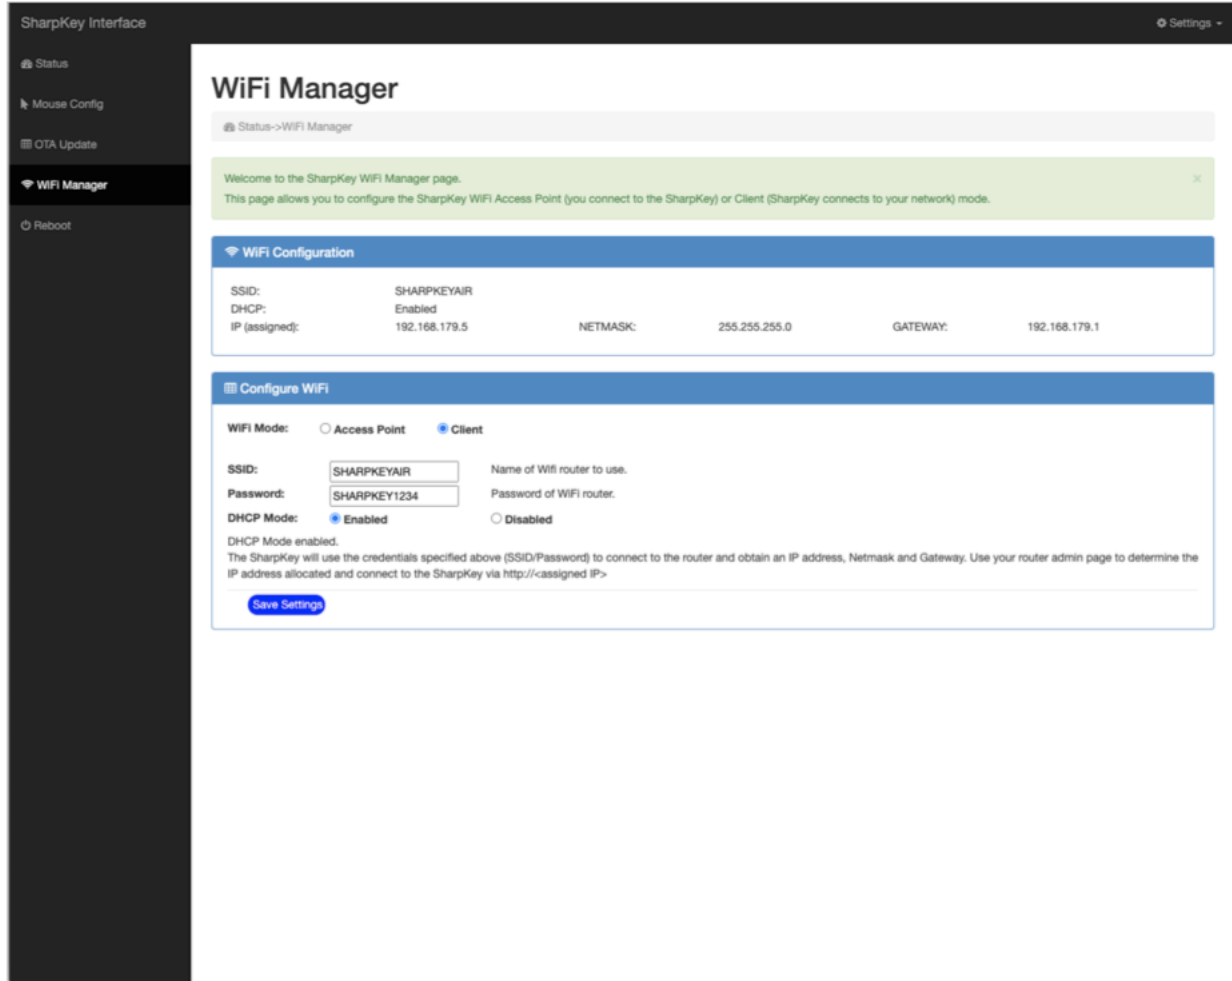 SharpKey Interface
Settings
Status
Mouse Config
OTA Update
WiFi Manager
Reboot
WiFi Manager
Status->WiFi Manager
Welcome to the SharpKey WiFi Manager page.
×
This page allows you to configure the SharpKey WiFi Access Point (you connect to the SharpKey) or Client (SharpKey connects to your network) mode.
WiFi Configuration
SSID: SHARPKEYAIR
DHCP: Enabled
IP (assigned): 192.168.179.5 NETMASK: 255.255.255.0 GATEWAY: 192.168.179.1
Configure WiFi
WiFi Mode: Access Point Client
SSID: SHARPKEYAIR Name of Wifi router to use.
Password: SHARPKEY1234 Password of WiFi router.
DHCP Mode: Enabled Disabled
DHCP Mode enabled.
The SharpKey will use the credentials specified above (SSID/Password) to connect to the router and obtain an IP address, Netmask and Gateway. Use your router admin page to determine the
IP address allocated and connect to the SharpKey via http://<assigned IP>
Save Settings